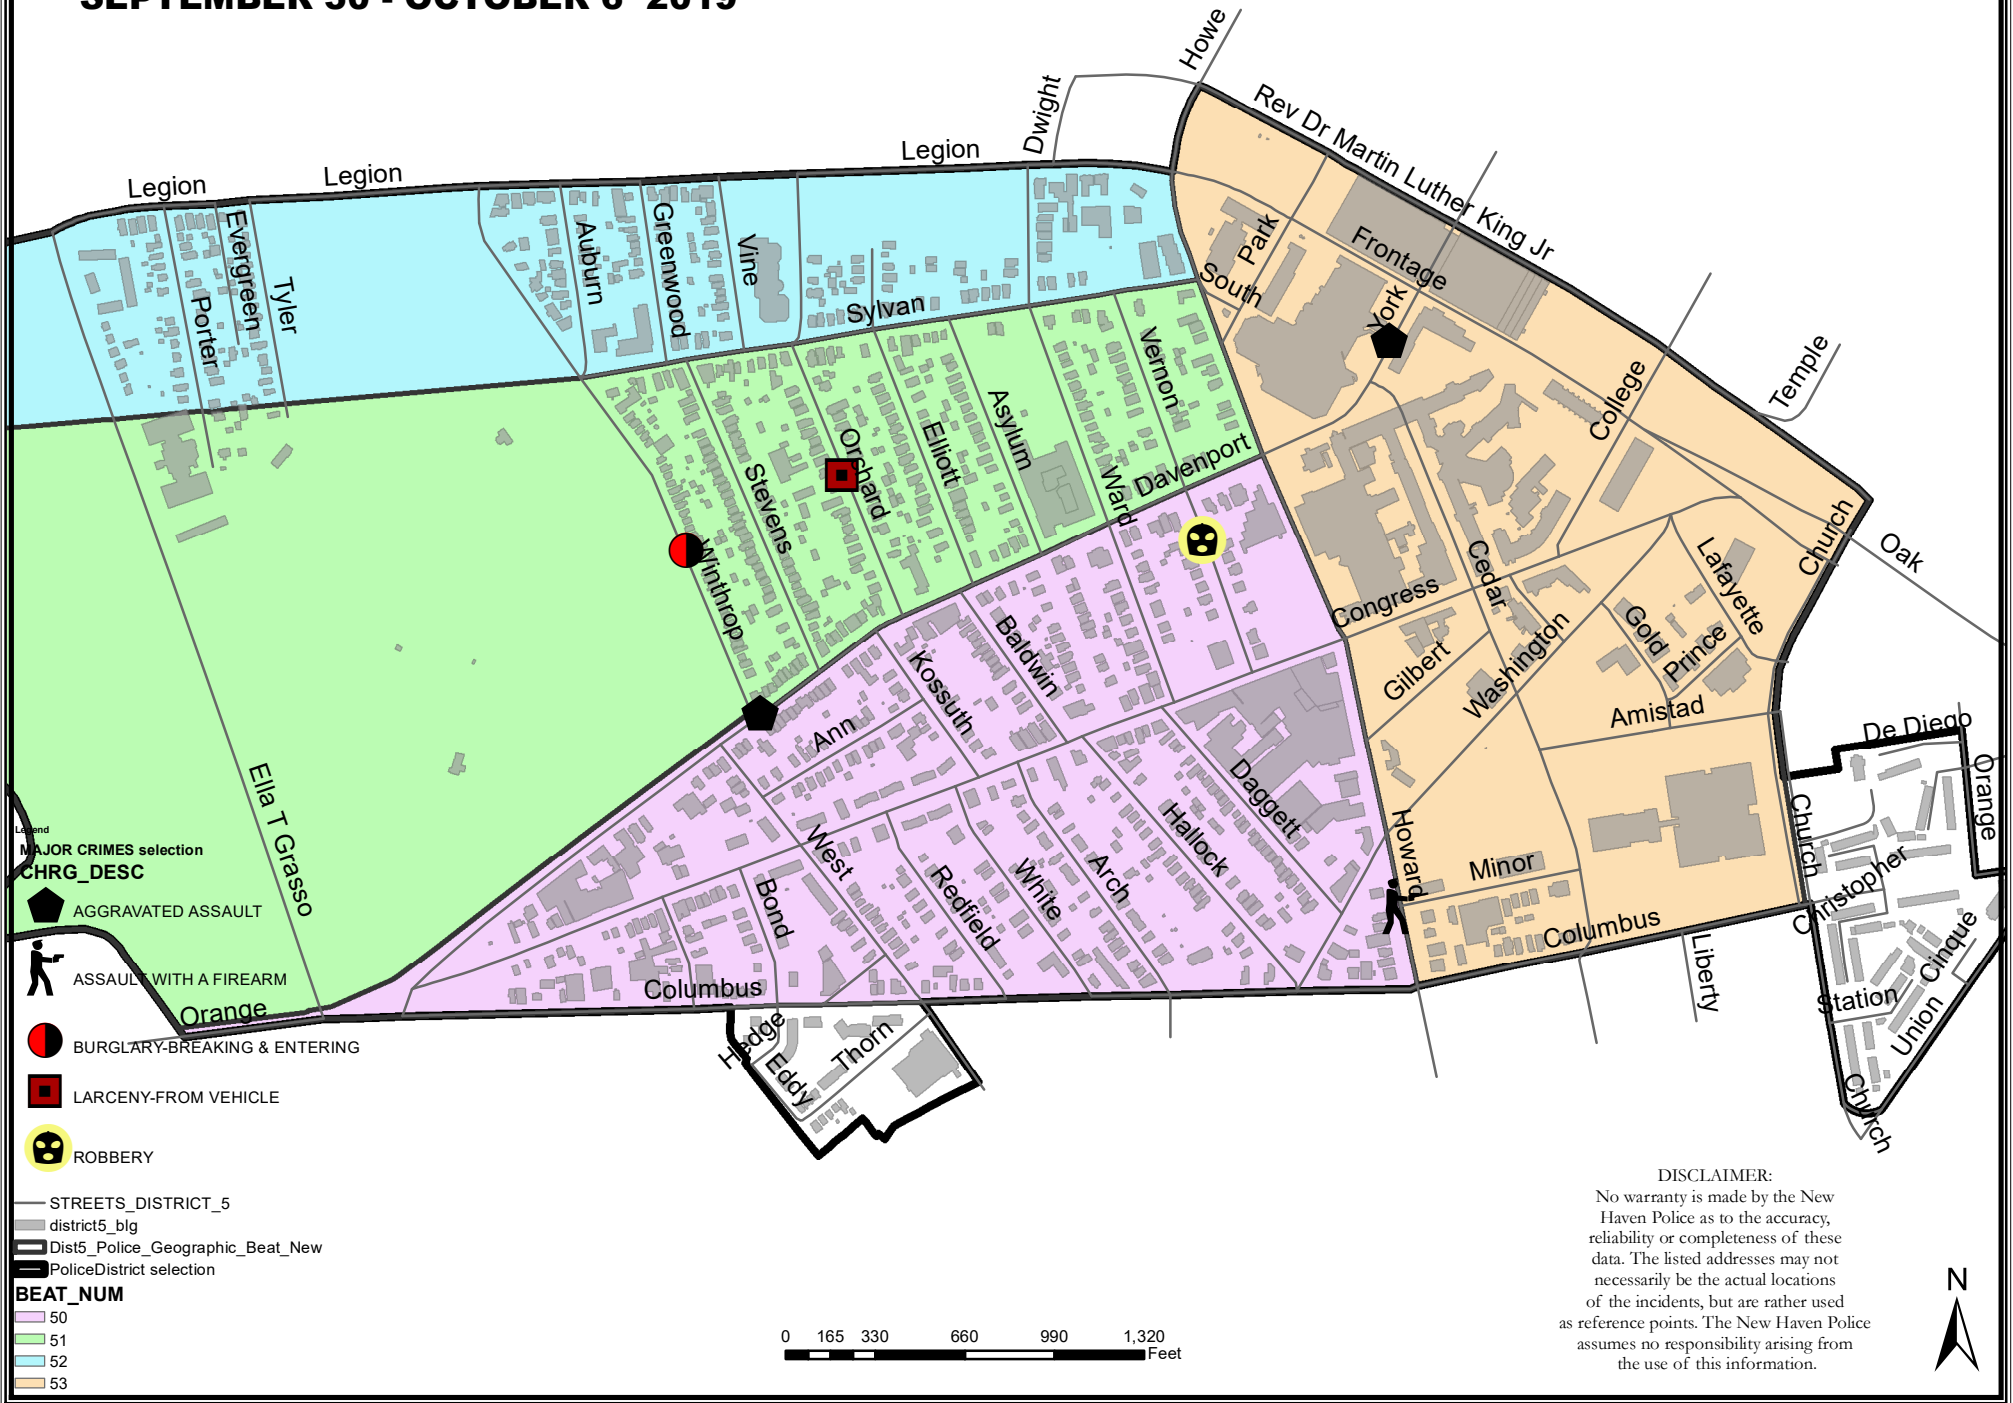 SEPTEMBER 30 - OCTOBER 6 2019
Howe
Rev Dr Martin Luther King Jr
Dwight
Legion
Legion
Legion
Evergreen
Porter
Tyler
Auburn
Greenwood
Vine
Sylvan
Park
South
Frontage
York
College
Temple
Church
Oak
Vernon
Asylum
Elliott
Orchard
Stevens
Winthrop
Ward
Davenport
Congress
Cedar
Lafayette
Gold
Prince
Washington
Gilbert
Amistad
De Diego
Orange
Baldwin
Kossuth
Ann
Ella T Grasso
West
Bond
Redfield
White
Arch
Hallock
Daggett
Howard
Minor
Columbus
Church
Christopher
Cinque
Station
Union
Liberty
Church
Columbus
Orange
Hedge
Eddy
Thorn
Legend
MAJOR CRIMES selection
CHRG_DESC
AGGRAVATED ASSAULT
ASSAULT WITH A FIREARM
BURGLARY-BREAKING & ENTERING
LARCENY-FROM VEHICLE
ROBBERY
STREETS_DISTRICT_5
district5_blg
Dist5_Police_Geographic_Beat_New
PoliceDistrict selection
BEAT_NUM
50
51
52
53
0 165 330 660 990 1,320
Feet
DISCLAIMER:
No warranty is made by the New
Haven Police as to the accuracy,
reliability or completeness of these
data. The listed addresses may not
necessarily be the actual locations
of the incidents, but are rather used
as reference points. The New Haven Police
assumes no responsibility arising from
the use of this information.
N